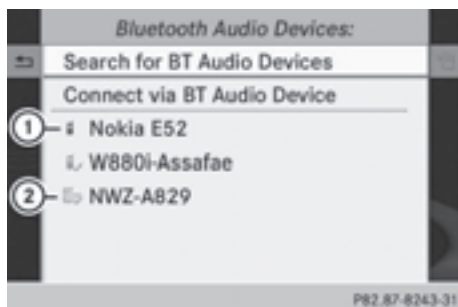 Bluetooth Audio Devices:
Search for BT Audio Devices
Connect via BT Audio Device
1 Nokia E52
W880i-Assafae
2 NWZ-A829
P82.87-8243-31